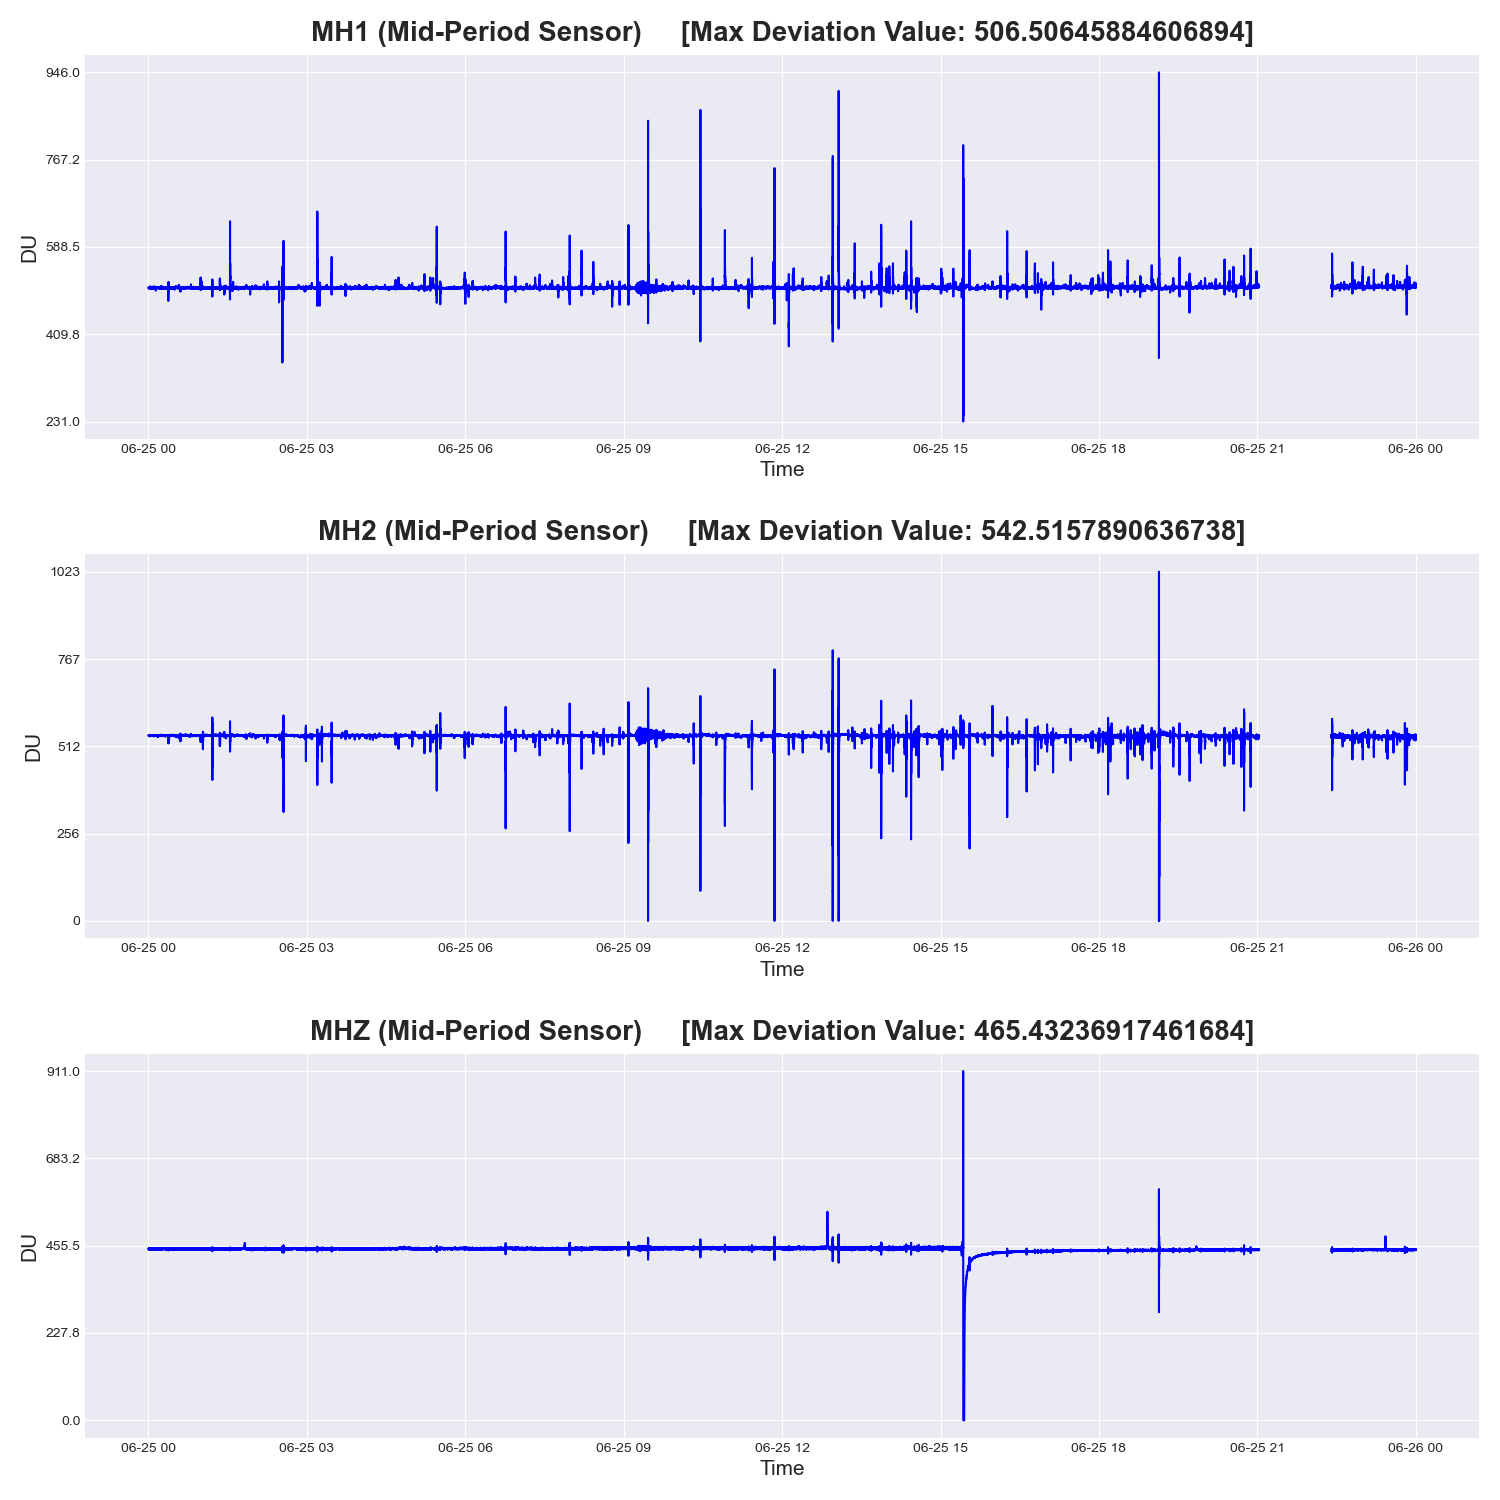 MH1 (Mid-Period Sensor) [Max Deviation Value: 506.50645884606894]
946.0
767.2
588.5
409.8
231.0
DU
06-25 00 06-25 03 06-25 06 06-25 09 06-25 12 06-25 15 06-25 18 06-25 21 06-26 00
Time
MH2 (Mid-Period Sensor) [Max Deviation Value: 542.5157890636738]
1023
767
512
256
0
DU
06-25 00 06-25 03 06-25 06 06-25 09 06-25 12 06-25 15 06-25 18 06-25 21 06-26 00
Time
MHZ (Mid-Period Sensor) [Max Deviation Value: 465.43236917461684]
911.0
683.2
455.5
227.8
0.0
DU
06-25 00 06-25 03 06-25 06 06-25 09 06-25 12 06-25 15 06-25 18 06-25 21 06-26 00
Time